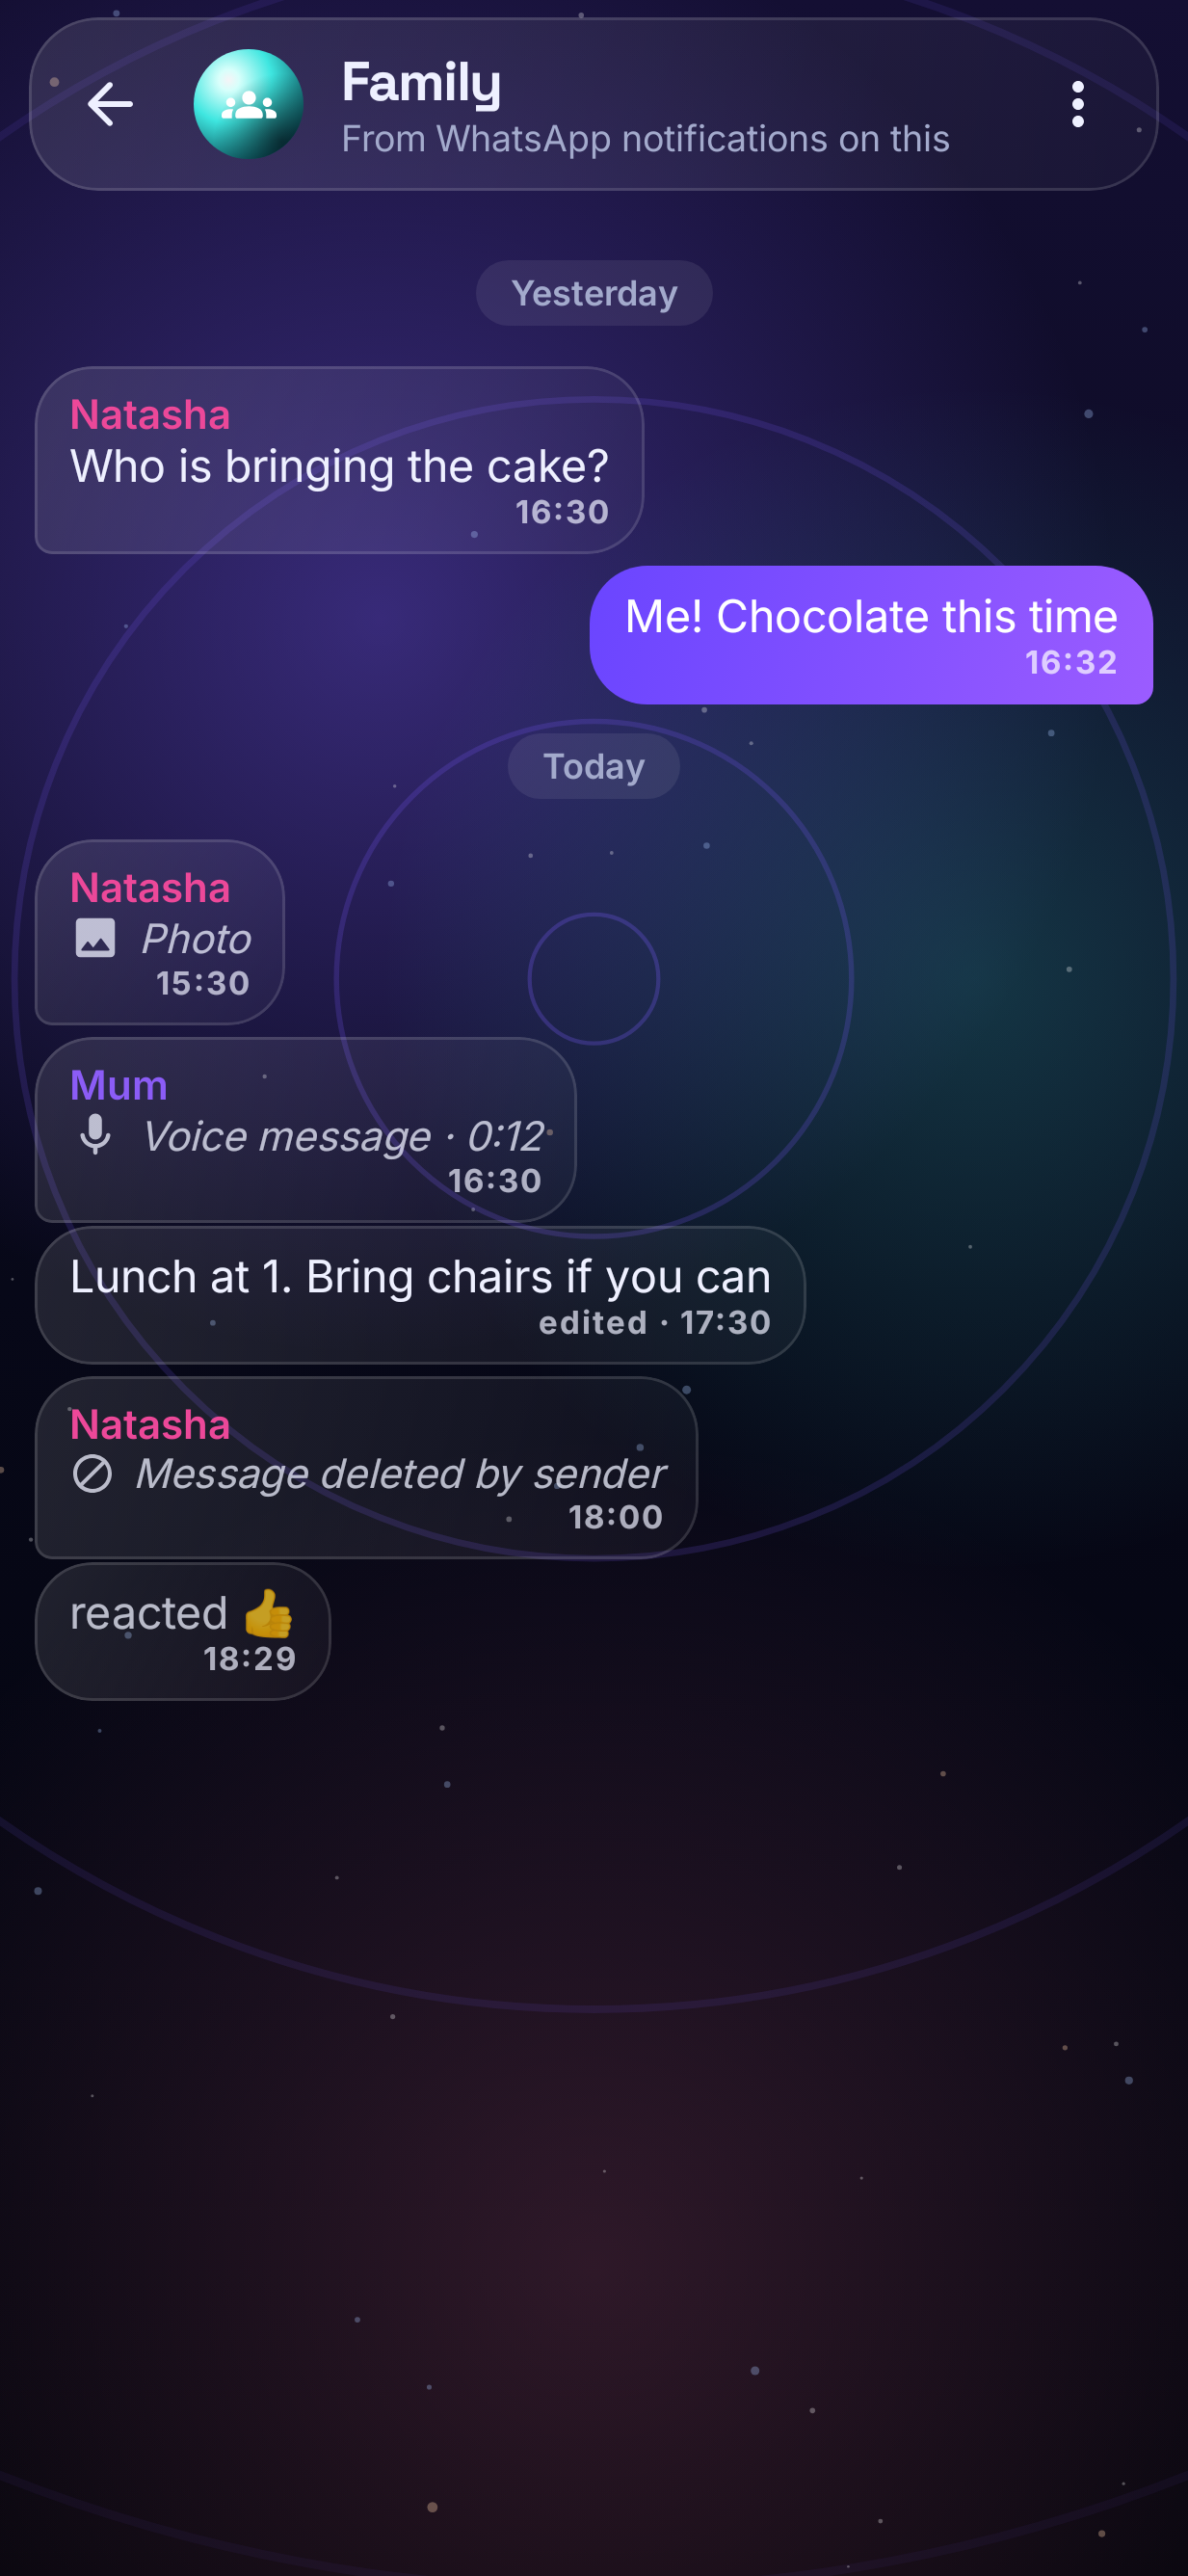 Family
From WhatsApp notifications on this
Yesterday
Natasha
Who is bringing the cake?
16:30
Me! Chocolate this time
16:32
Today
Natasha
Photo
15:30
Mum
Voice message · 0:12
16:30
Lunch at 1. Bring chairs if you can
edited · 17:30
Natasha
Message deleted by sender
18:00
reacted 👍
18:29